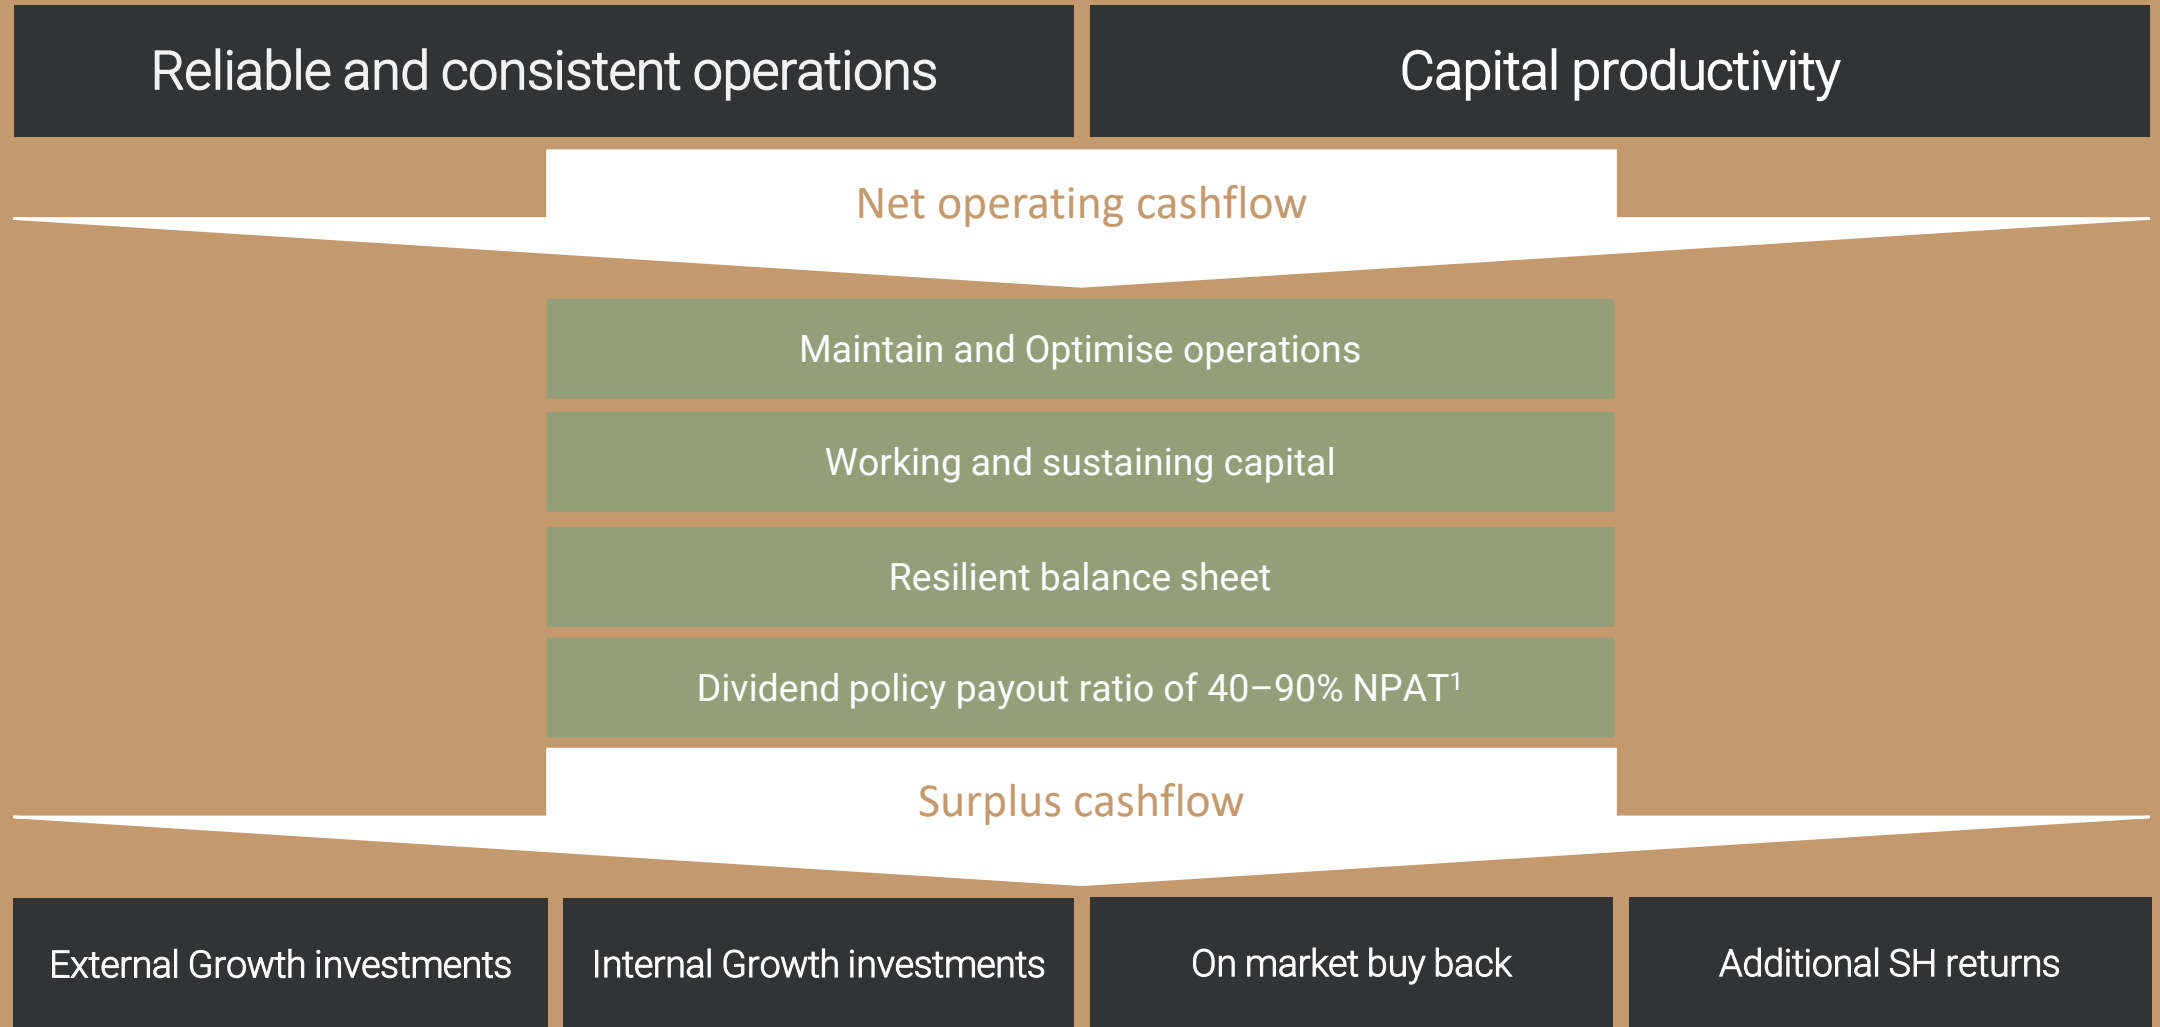 Reliable and consistent operations
Capital productivity
Net operating cashflow
Maintain and Optimise operations
Working and sustaining capital
Resilient balance sheet
Dividend policy payout ratio of 40–90% NPAT¹
Surplus cashflow
External Growth investments
Internal Growth investments
On market buy back
Additional SH returns